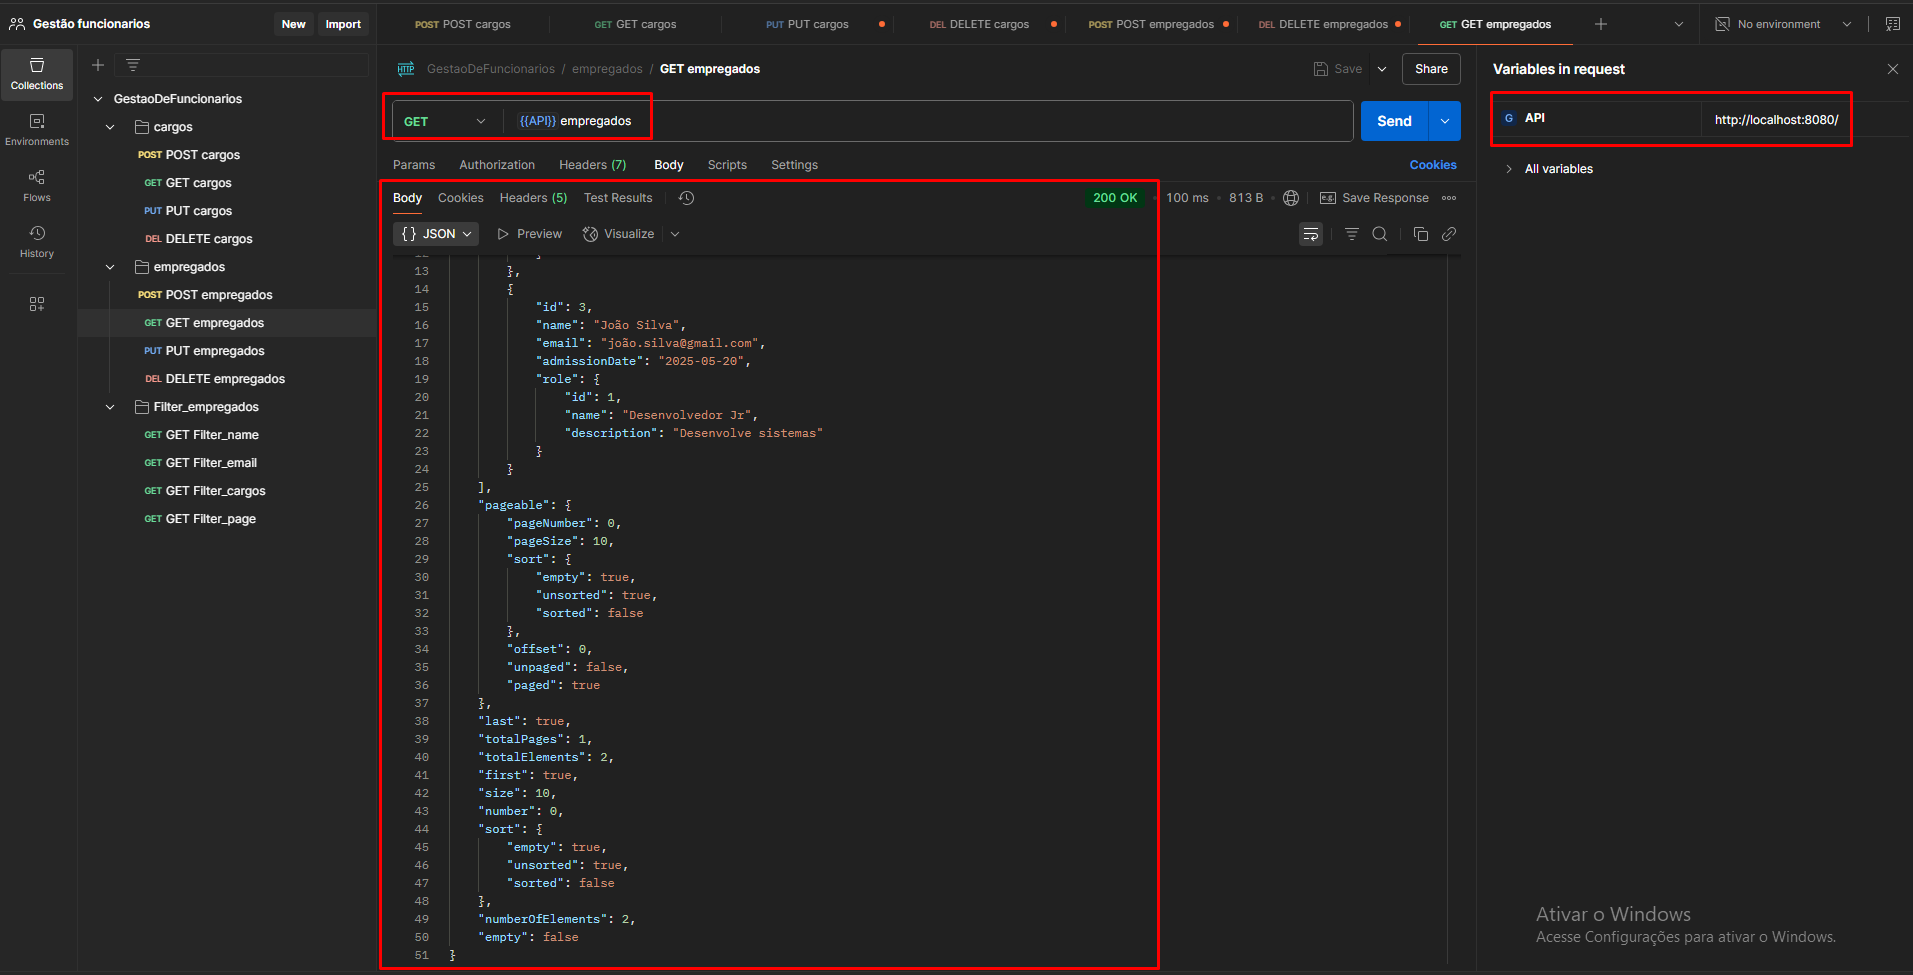 Gestão funcionarios
New
Import
POST POST cargos
GET GET cargos
PUT PUT cargos
DEL DELETE cargos
POST POST empregados
DEL DELETE empregados
GET GET empregados
No environment
Collections
Environments
Flows
History
GestaoDeFuncionarios
cargos
POST POST cargos
GET GET cargos
PUT PUT cargos
DEL DELETE cargos
empregados
POST POST empregados
GET GET empregados
PUT PUT empregados
DEL DELETE empregados
Filter_empregados
GET GET Filter_name
GET GET Filter_email
GET GET Filter_cargos
GET GET Filter_page
HTTP GestaoDeFuncionarios / empregados / GET empregados
Save
Share
GET
{{API}} empregados
Send
Params Authorization Headers (7) Body Scripts Settings
Cookies
Body Cookies Headers (5) Test Results
200 OK • 100 ms • 813 B
e.g. Save Response
{ } JSON
Preview
Visualize
12 }
13 },
14 {
15 "id": 3,
16 "name": "João Silva",
17 "email": "joão.silva@gmail.com",
18 "admissionDate": "2025-05-20",
19 "role": {
20 "id": 1,
21 "name": "Desenvolvedor Jr",
22 "description": "Desenvolve sistemas"
23 }
24 }
25 ],
26 "pageable": {
27 "pageNumber": 0,
28 "pageSize": 10,
29 "sort": {
30 "empty": true,
31 "unsorted": true,
32 "sorted": false
33 },
34 "offset": 0,
35 "unpaged": false,
36 "paged": true
37 },
38 "last": true,
39 "totalPages": 1,
40 "totalElements": 2,
41 "first": true,
42 "size": 10,
43 "number": 0,
44 "sort": {
45 "empty": true,
46 "unsorted": true,
47 "sorted": false
48 },
49 "numberOfElements": 2,
50 "empty": false
51 }
Variables in request
G API
http://localhost:8080/
All variables
Ativar o Windows
Acesse Configurações para ativar o Windows.